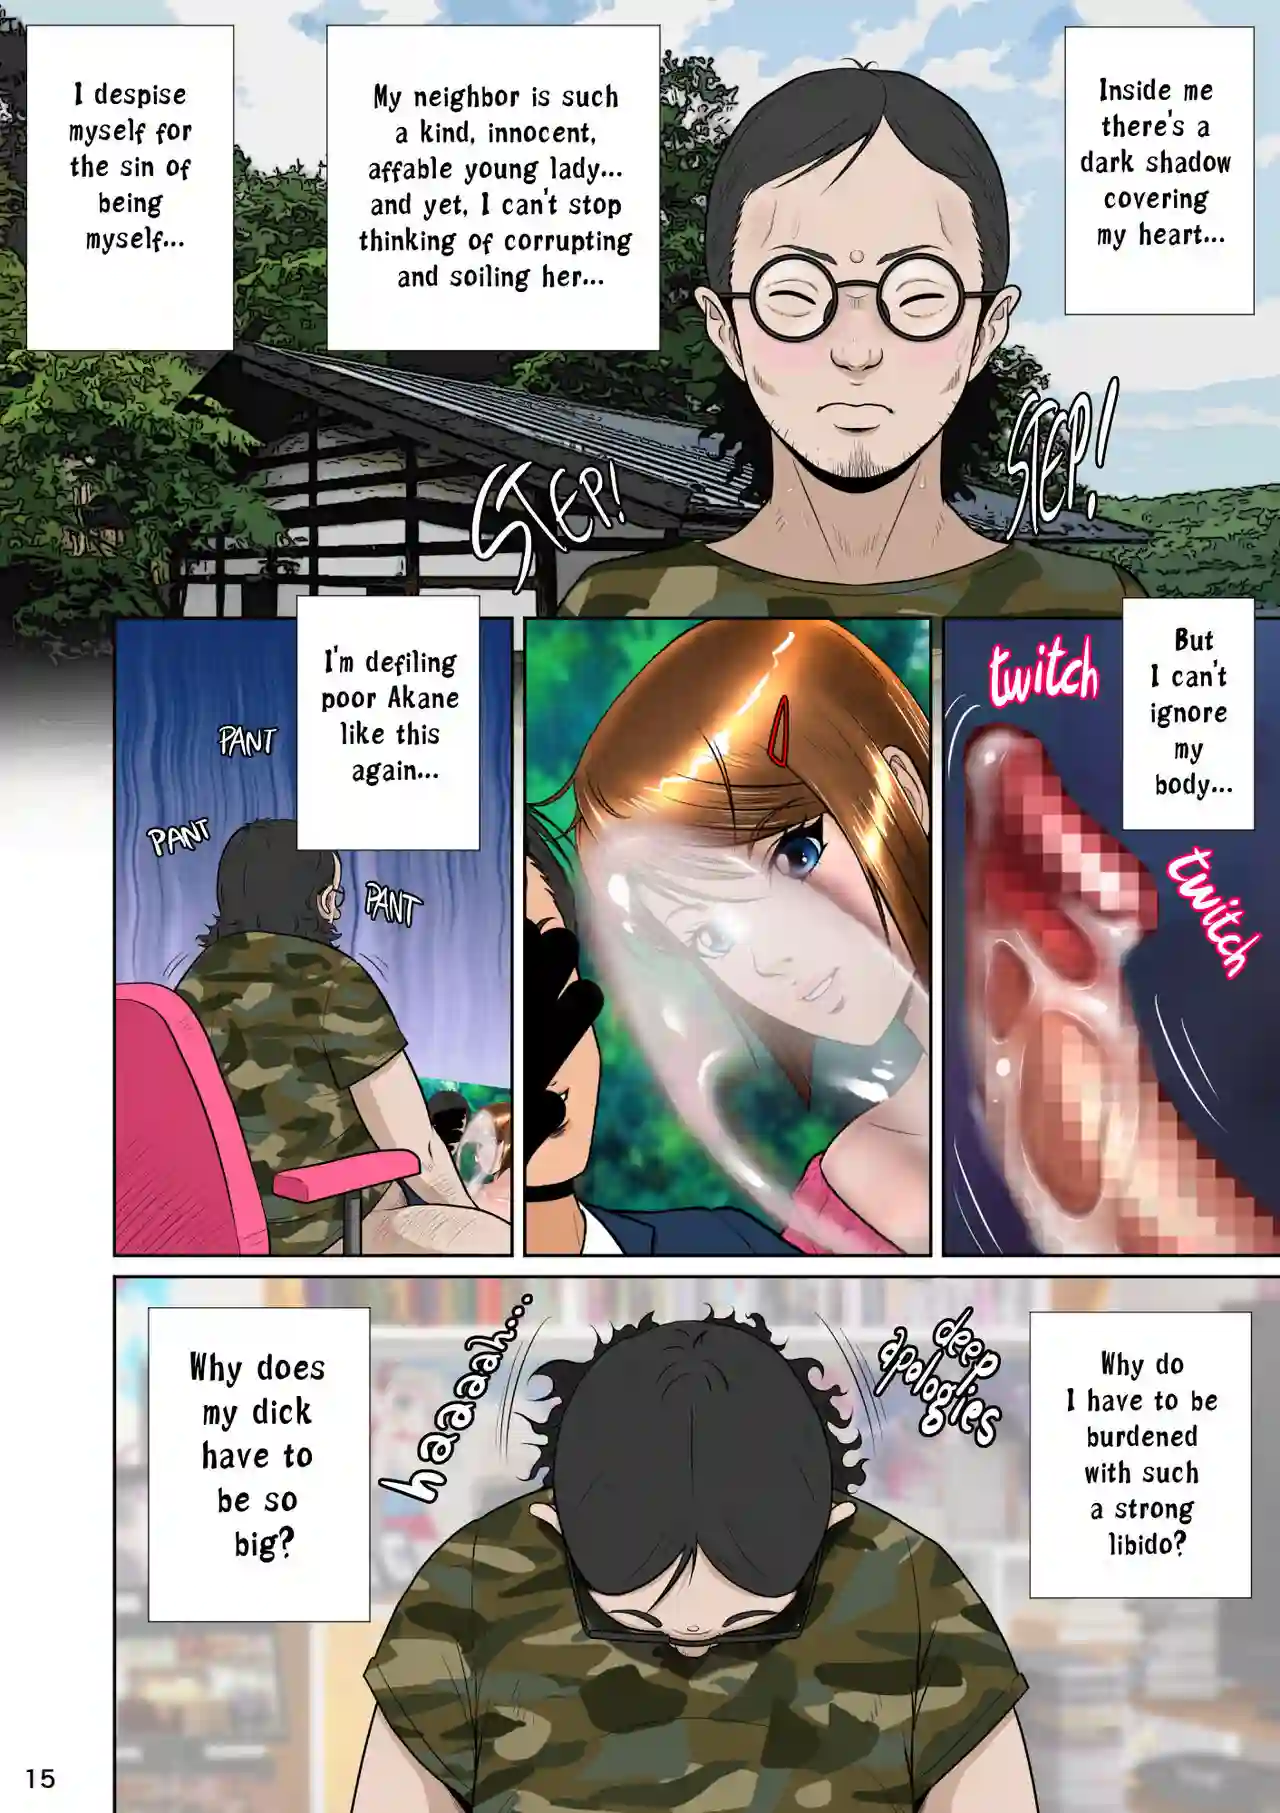 Inside me
there's a
dark shadow
covering
my heart...
My neighbor is such
a kind, innocent,
affable young lady...
and yet, I can't stop
thinking of corrupting
and soiling her...
I despise
myself for
the sin of
being
myself...
STEP!
STEP!
But
I can't
ignore
my
body...
twitch
twitch
I'm defiling
poor Akane
like this
again...
PANT
PANT
PANT
Why do
I have to be
burdened
with such
a strong
libido?
deep
apologies
haaaaah...
Why does
my dick
have to
be so
big?
15